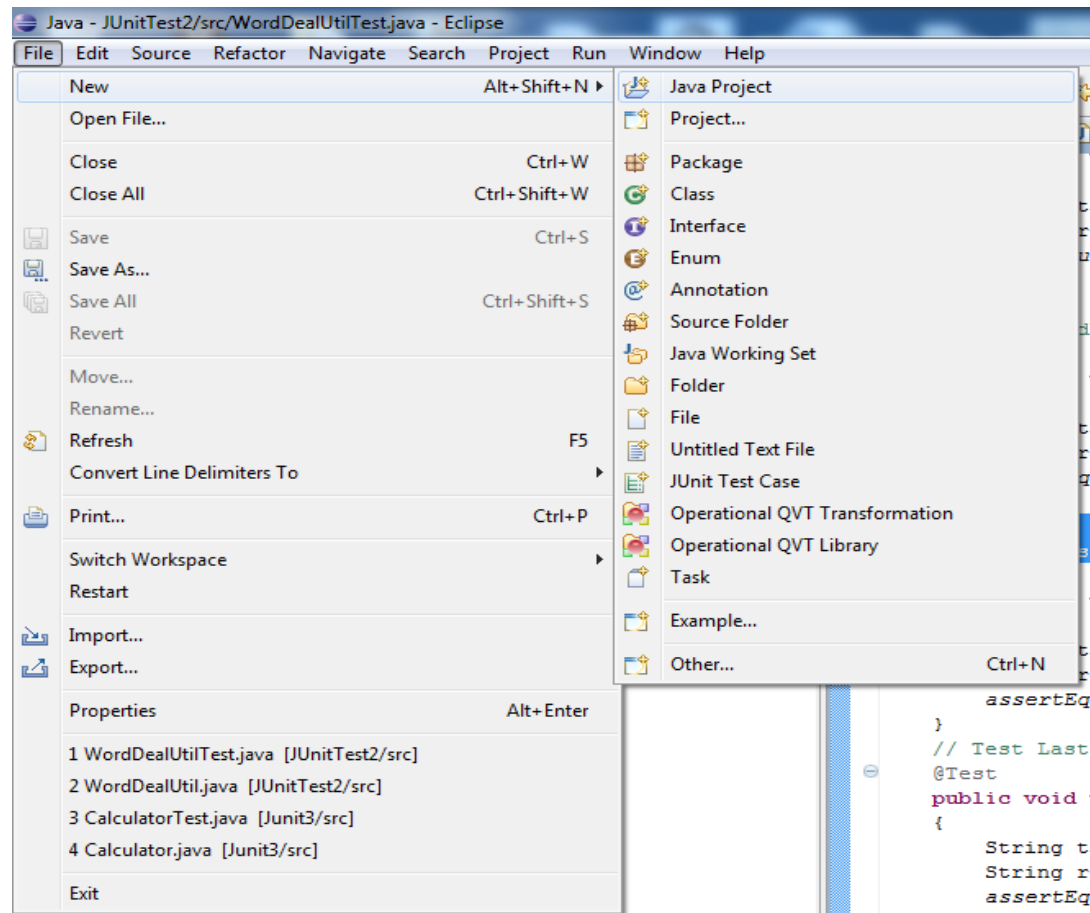 Java - JUnitTest2/src/WordDealUtilTest.java - Eclipse
File Edit Source Refactor Navigate Search Project Run Window Help
New Alt+Shift+N
Open File...
Close Ctrl+W
Close All Ctrl+Shift+W
Save Ctrl+S
Save As...
Save All Ctrl+Shift+S
Revert
Move...
Rename...
Refresh F5
Convert Line Delimiters To
Print... Ctrl+P
Switch Workspace
Restart
Import...
Export...
Properties Alt+Enter
1 WordDealUtilTest.java [JUnitTest2/src]
2 WordDealUtil.java [JUnitTest2/src]
3 CalculatorTest.java [Junit3/src]
4 Calculator.java [Junit3/src]
Exit
Java Project
Project...
Package
Class
Interface
Enum
Annotation
Source Folder
Java Working Set
Folder
File
Untitled Text File
JUnit Test Case
Operational QVT Transformation
Operational QVT Library
Task
Example...
Other... Ctrl+N
assertEq
}
// Test Last
@Test
public void
{
String t
String r
assertEq